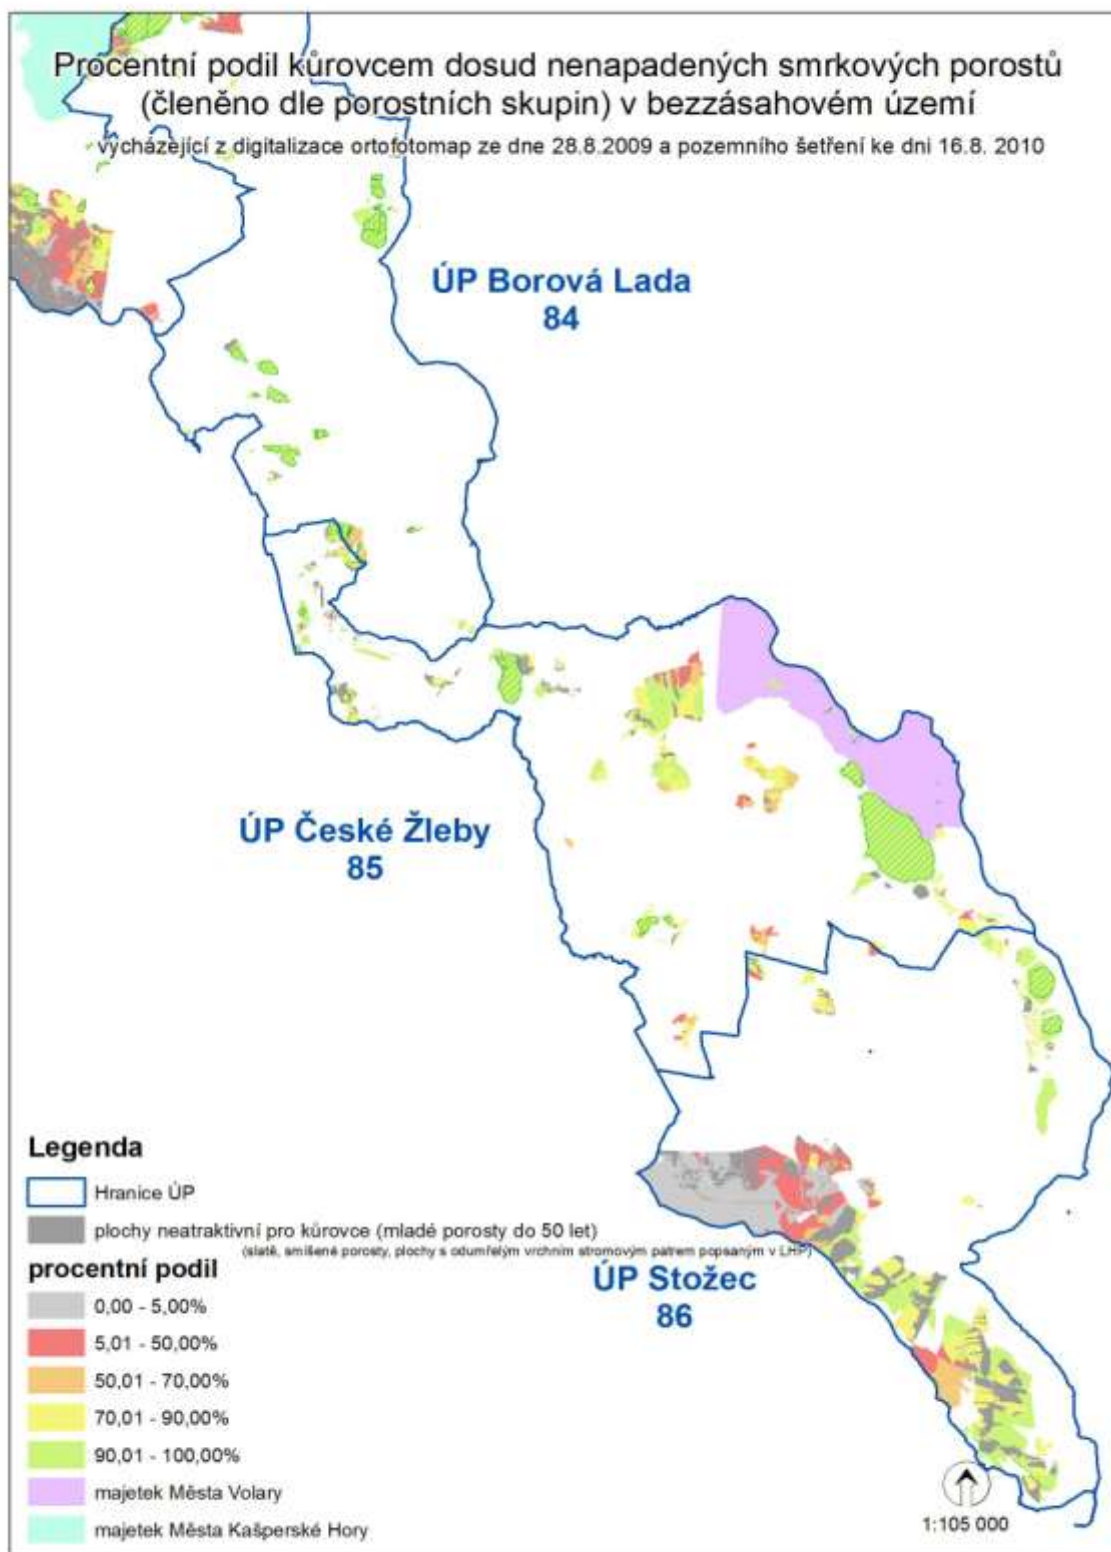 Procentní podíl kůrovcem dosud nenapadených smrkových porostů
(členěno dle porostních skupin) v bezzásahovém území
vycházející z digitalizace ortofotomap ze dne 28.8.2009 a pozemního šetření ke dni 16.8. 2010
ÚP Borová Lada
84
ÚP České Žleby
85
Legenda
Hranice ÚP
plochy neatraktivní pro kůrovce (mladé porosty do 50 let)
(slatě, smíšené porosty, plochy s odumřelým vrchním stromovým patrem popsaným v LHP)
ÚP Stožec
86
procentní podíl
0,00 - 5,00%
5,01 - 50,00%
50,01 - 70,00%
70,01 - 90,00%
90,01 - 100,00%
majetek Města Volary
majetek Města Kašperské Hory
1:105 000